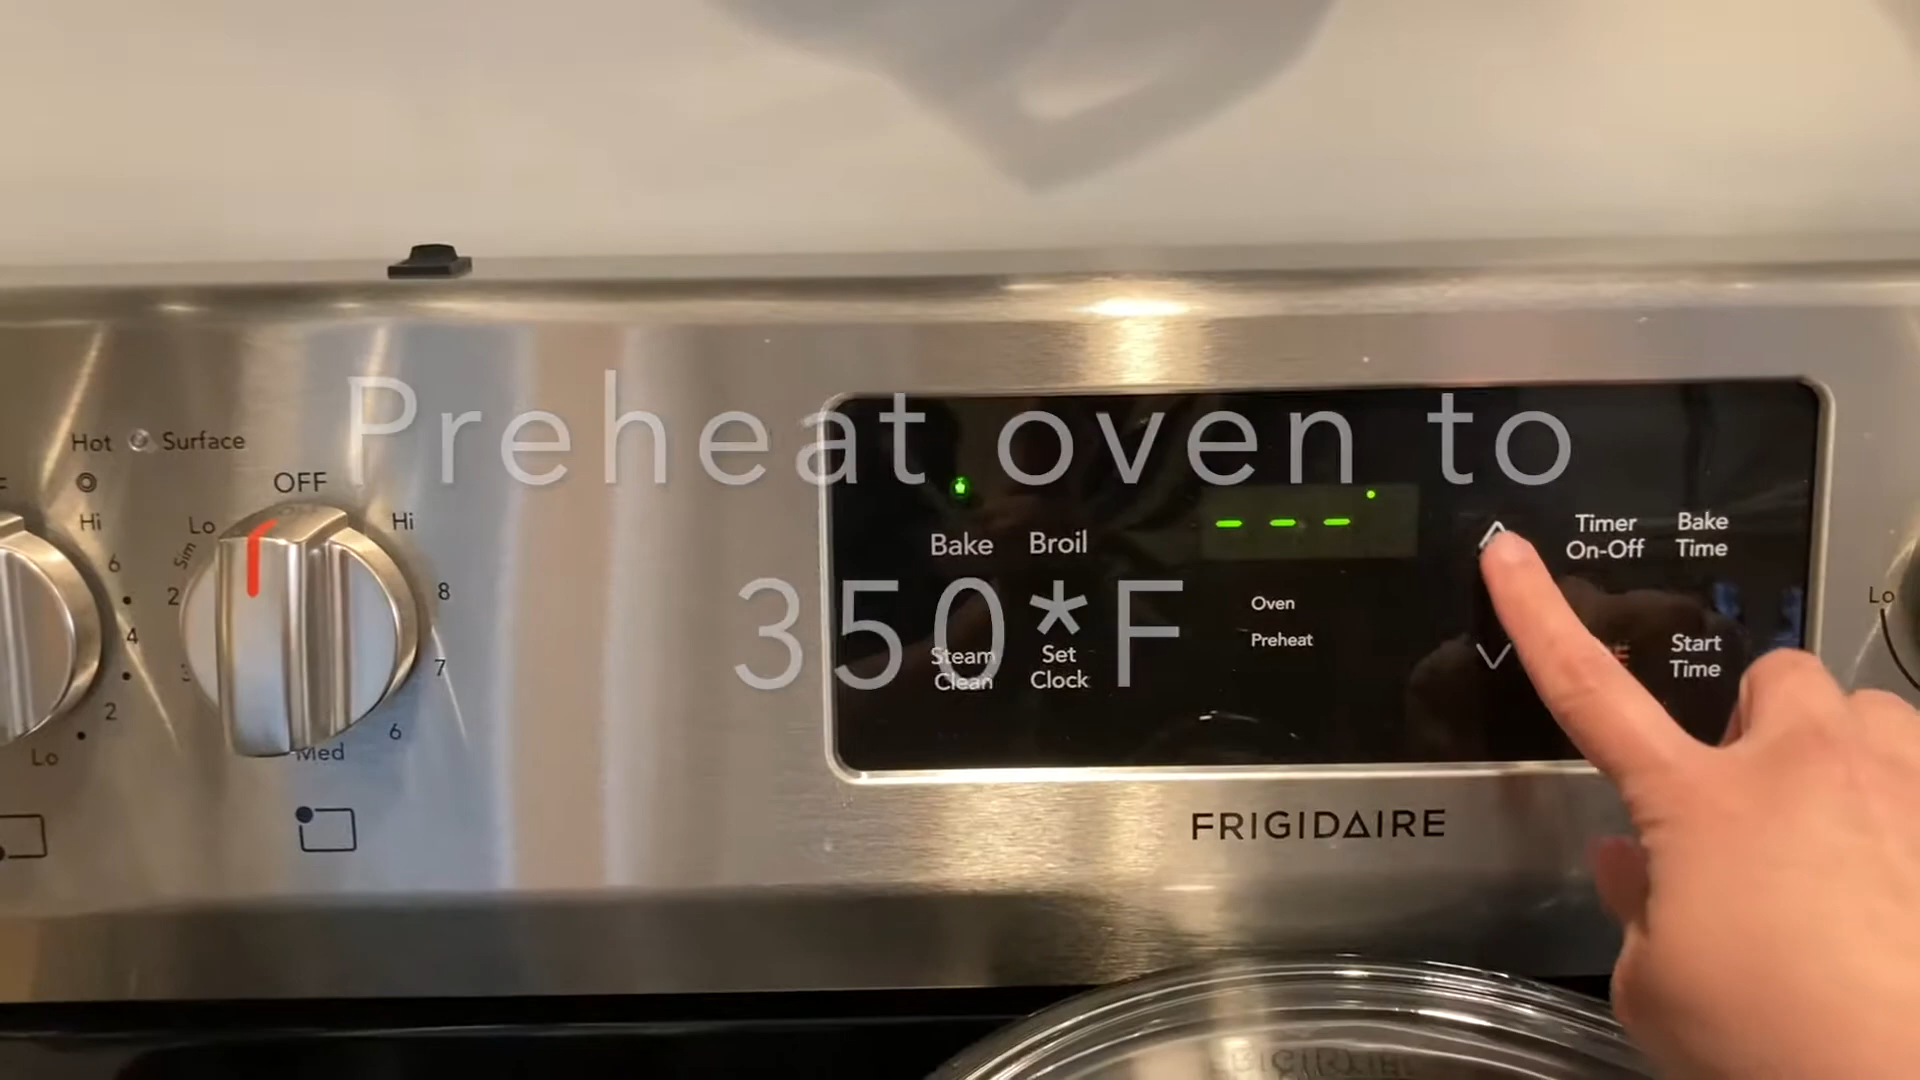 Preheat oven to
350*F
Hot Surface
OFF
Lo
Hi
Sim
2
8
7
6
Med
Hi
6
4
2
Lo
Bake
Broil
Steam
Clean
Set
Clock
- - -
Oven
Preheat
Timer
On-Off
Bake
Time
Start
Time
Lo
FRIGIDAIRE